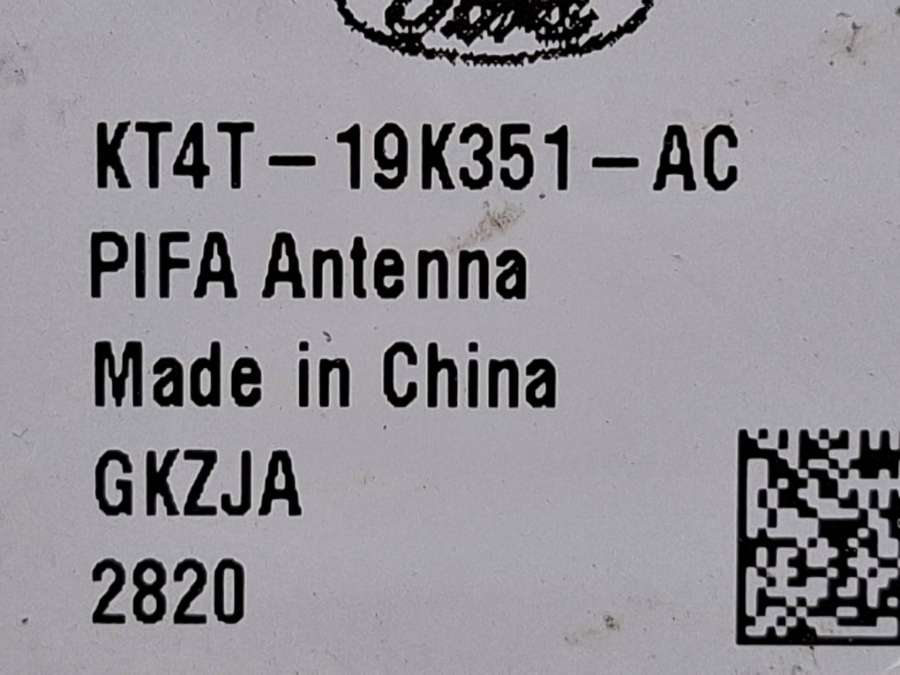 KT4T-19K351-AC
PIFA Antenna
Made in China
GKZJA
2820